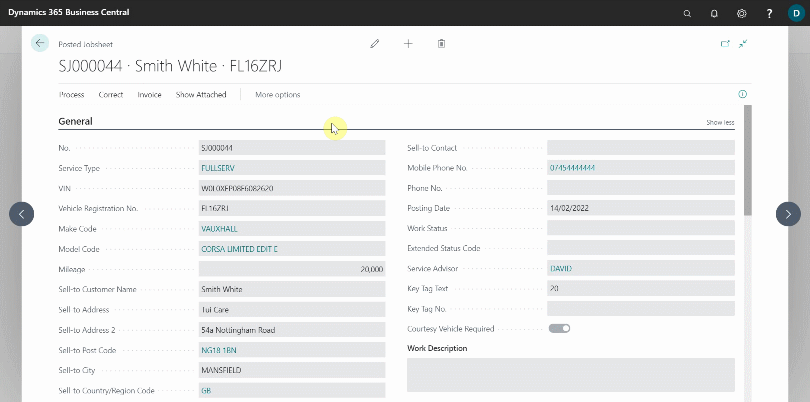 Dynamics 365 Business Central
?
D
Posted Jobsheet
SJ000044 · Smith White · FL16ZRJ
Process Correct Invoice Show Attached More options
General
Show less
No. SJ000044
Service Type FULLSERV
VIN W0L0XEP08F6082620
Vehicle Registration No. FL16ZRJ
Make Code VAUXHALL
Model Code CORSA LIMITED EDIT E
Mileage 20,000
Sell-to Customer Name Smith White
Sell to Address Tui Care
Sell-to Address 2 54a Nottingham Road
Sell-to Post Code NG18 1BN
Sell-to City MANSFIELD
Sell to Country/Region Code GB
Sell-to Contact
Mobile Phone No. 07454444444
Phone No.
Posting Date 14/02/2022
Work Status
Extended Status Code
Service Advisor DAVID
Key Tag Text 20
Key Tag No.
Courtesy Vehicle Required
Work Description